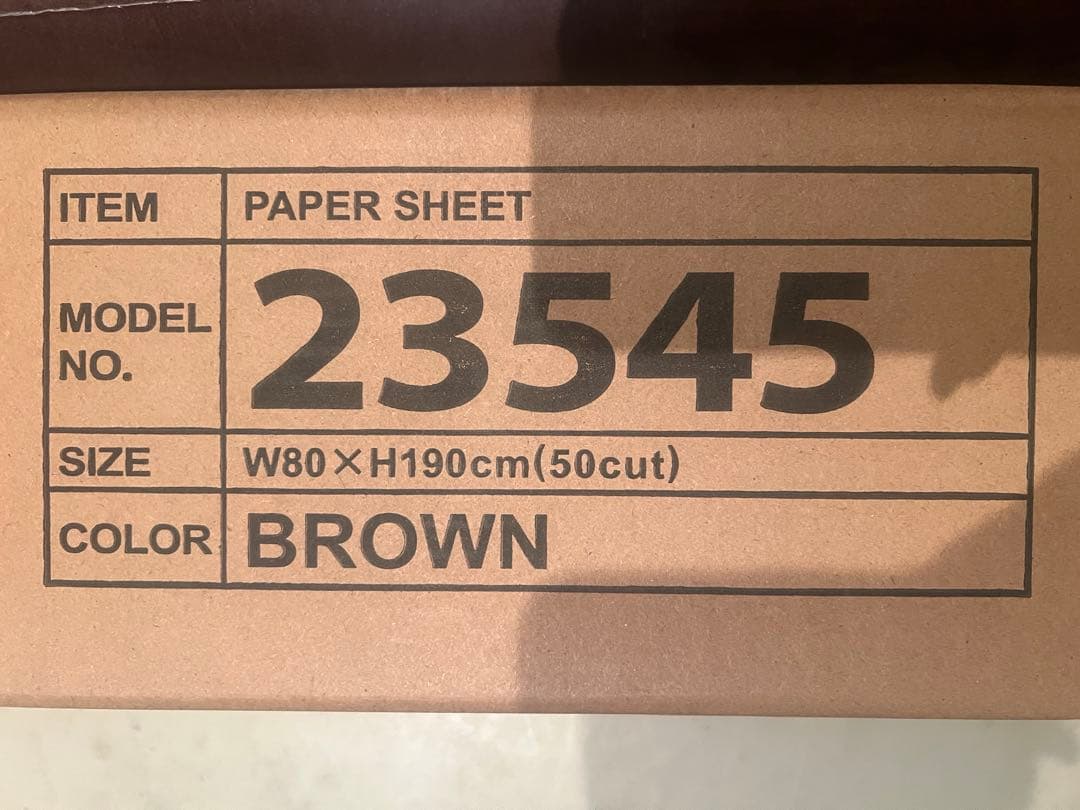 ITEM PAPER SHEET
MODEL NO. 23545
SIZE W80×H190cm(50cut)
COLOR BROWN